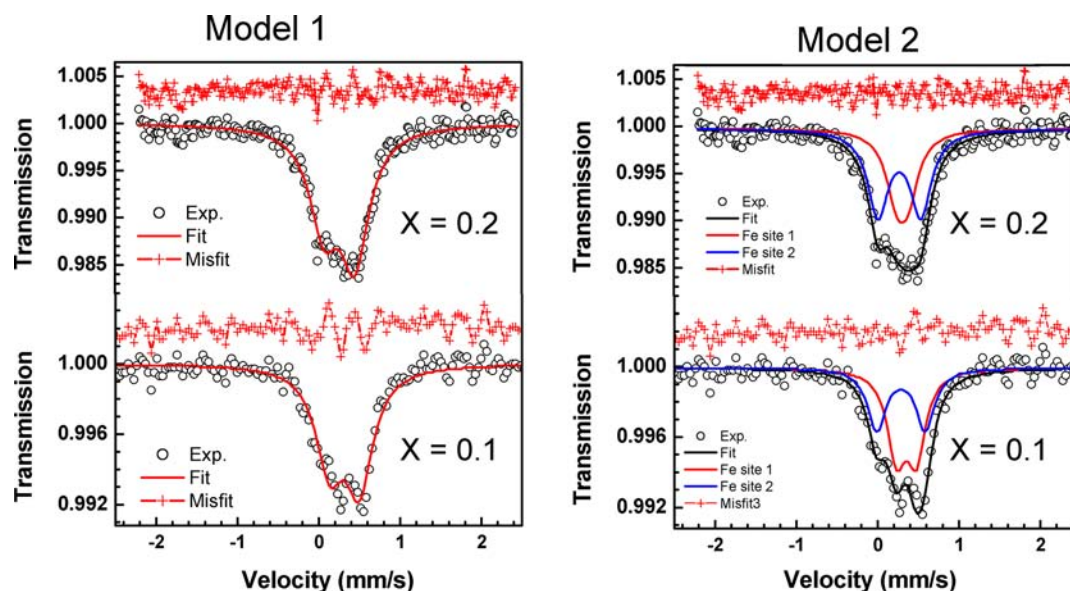 Model 1
1.005
1.000
0.995
0.990
0.985
Transmission
Exp.
Fit
Misfit
X = 0.2
1.000
0.996
0.992
Transmission
Exp.
Fit
Misfit
X = 0.1
-2 -1 0 1 2
Velocity (mm/s)
Model 2
1.005
1.000
0.995
0.990
0.985
Transmission
Exp.
Fit
Fe site 1
Fe site 2
Misfit
X = 0.2
1.000
0.996
0.992
Transmission
Exp.
Fit
Fe site 1
Fe site 2
Misfit3
X = 0.1
-2 -1 0 1 2
Velocity (mm/s)